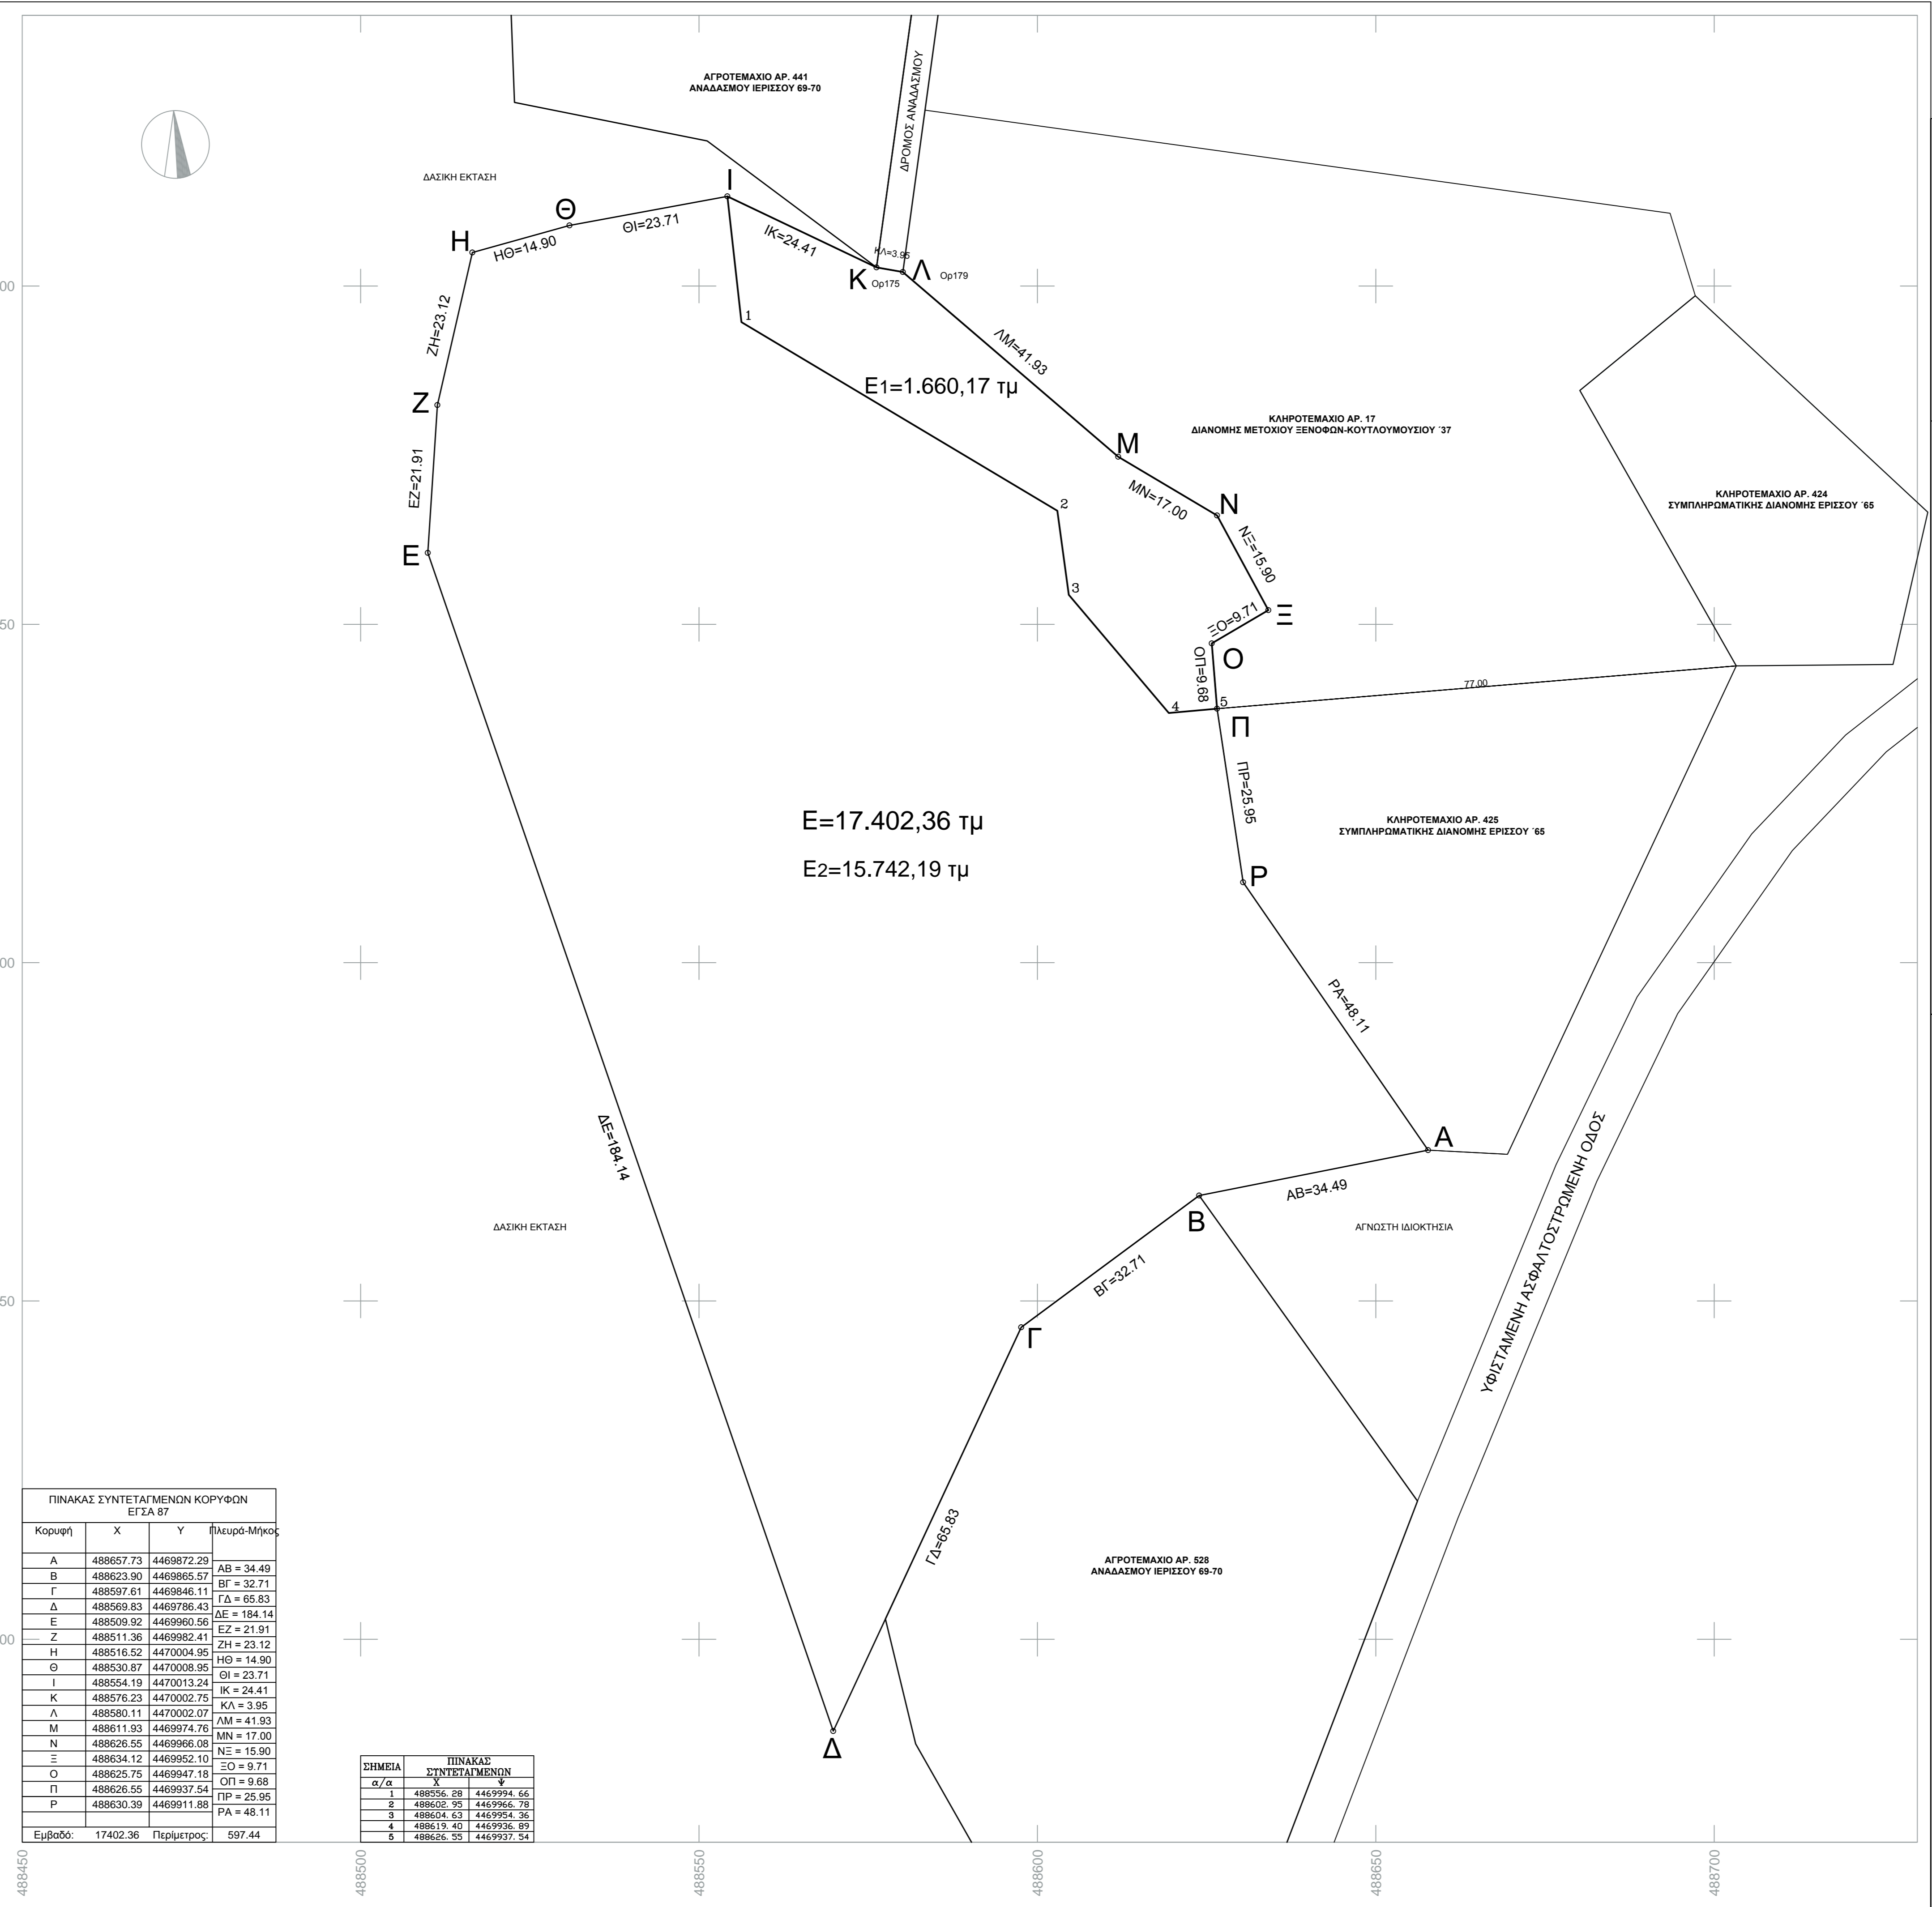 ΑΓΡΟΤΕΜΑΧΙΟ ΑΡ. 441
ΑΝΑΔΑΣΜΟΥ ΙΕΡΙΣΣΟΥ 69-70
ΔΡΟΜΟΣ ΑΝΑΔΑΣΜΟΥ
ΔΑΣΙΚΗ ΕΚΤΑΣΗ
Ι
Θ
Η
ΗΘ=14.90
ΘΙ=23.71
ΙΚ=24.41
ΚΛ=3.95
Κ Ορ175
Λ Ορ179
00
1
ΖΗ=23.12
ΛΜ=41.93
Ε1=1.660,17 τμ
Ζ
ΚΛΗΡΟΤΕΜΑΧΙΟ ΑΡ. 17
ΔΙΑΝΟΜΗΣ ΜΕΤΟΧΙΟΥ ΞΕΝΟΦΩΝ-ΚΟΥΤΛΟΥΜΟΥΣΙΟΥ ΄37
Μ
ΕΖ=21.91
ΜΝ=17.00
Ν
2
ΚΛΗΡΟΤΕΜΑΧΙΟ ΑΡ. 424
ΣΥΜΠΛΗΡΩΜΑΤΙΚΗΣ ΔΙΑΝΟΜΗΣ ΕΡΙΣΣΟΥ ΄65
Ε
ΝΞ=15.90
3
Ξ
ΞΟ=9.71
50
Ο
ΟΠ=9.68
77.00
4
5
Π
ΠΡ=25.95
Ε=17.402,36 τμ
Ε2=15.742,19 τμ
ΚΛΗΡΟΤΕΜΑΧΙΟ ΑΡ. 425
ΣΥΜΠΛΗΡΩΜΑΤΙΚΗΣ ΔΙΑΝΟΜΗΣ ΕΡΙΣΣΟΥ ΄65
Ρ
00
ΡΑ=48.11
ΔΕ=184.14
Α
ΑΒ=34.49
Β
ΔΑΣΙΚΗ ΕΚΤΑΣΗ
ΑΓΝΩΣΤΗ ΙΔΙΟΚΤΗΣΙΑ
ΥΦΙΣΤΑΜΕΝΗ ΑΣΦΑΛΤΟΣΤΡΩΜΕΝΗ ΟΔΟΣ
ΒΓ=32.71
50
Γ
ΓΔ=65.83
ΑΓΡΟΤΕΜΑΧΙΟ ΑΡ. 528
ΑΝΑΔΑΣΜΟΥ ΙΕΡΙΣΣΟΥ 69-70
00
Δ
ΠΙΝΑΚΑΣ ΣΥΝΤΕΤΑΓΜΕΝΩΝ ΚΟΡΥΦΩΝ
ΕΓΣΑ 87
Κορυφή Χ Υ Πλευρά-Μήκος
Α 488657.73 4469872.29
ΑΒ = 34.49
Β 488623.90 4469865.57
ΒΓ = 32.71
Γ 488597.61 4469846.11
ΓΔ = 65.83
Δ 488569.83 4469786.43
ΔΕ = 184.14
Ε 488509.92 4469960.56
ΕΖ = 21.91
Ζ 488511.36 4469982.41
ΖΗ = 23.12
Η 488516.52 4470004.95
ΗΘ = 14.90
Θ 488530.87 4470008.95
ΘΙ = 23.71
Ι 488554.19 4470013.24
ΙΚ = 24.41
Κ 488576.23 4470002.75
ΚΛ = 3.95
Λ 488580.11 4470002.07
ΛΜ = 41.93
Μ 488611.93 4469974.76
ΜΝ = 17.00
Ν 488626.55 4469966.08
ΝΞ = 15.90
Ξ 488634.12 4469952.10
ΞΟ = 9.71
Ο 488625.75 4469947.18
ΟΠ = 9.68
Π 488626.55 4469937.54
ΠΡ = 25.95
Ρ 488630.39 4469911.88
ΡΑ = 48.11
Εμβαδό: 17402.36 Περίμετρος: 597.44
ΣΗΜΕΙΑ ΠΙΝΑΚΑΣ
ΣΤΝΤΕΤΑΓΜΕΝΩΝ
α/α Χ Ψ
1 488556.28 4469994.66
2 488602.95 4469966.78
3 488604.63 4469954.36
4 488619.40 4469936.89
5 488626.55 4469937.54
488450
488500
488550
488600
488650
488700